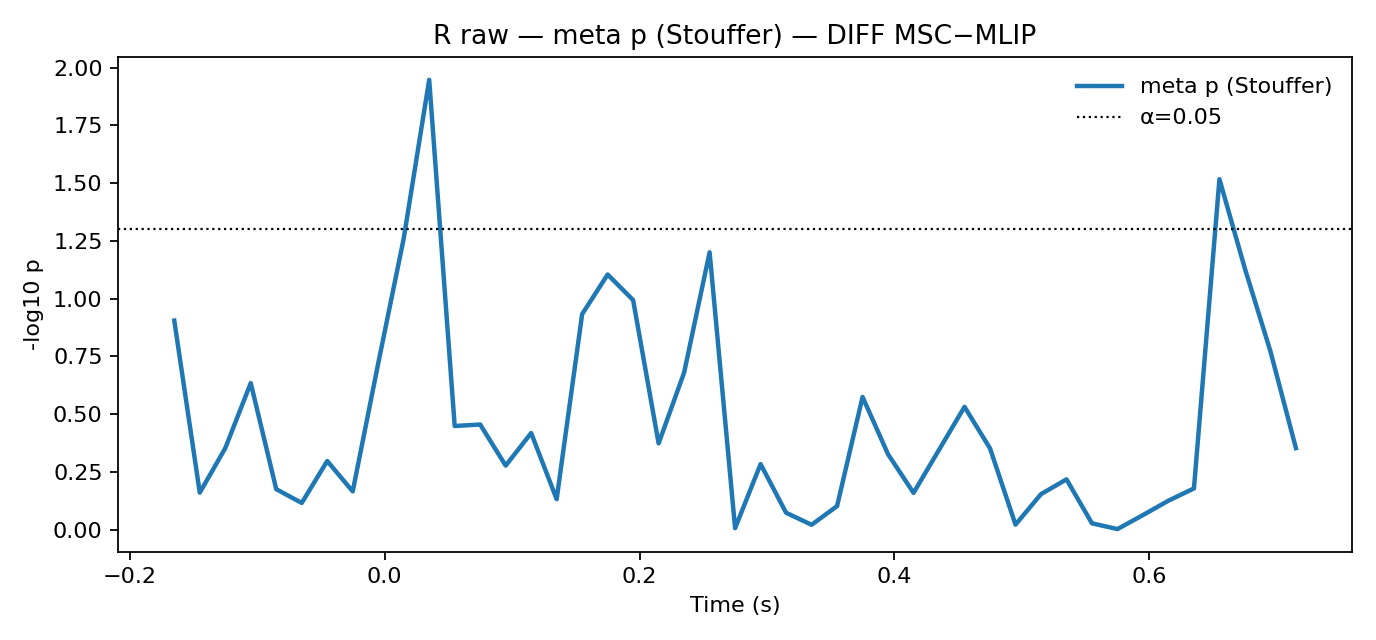 R raw — meta p (Stouffer) — DIFF MSC−MLIP
meta p (Stouffer)
α=0.05
-log10 p
2.00
1.75
1.50
1.25
1.00
0.75
0.50
0.25
0.00
−0.2
0.0
0.2
0.4
0.6
Time (s)